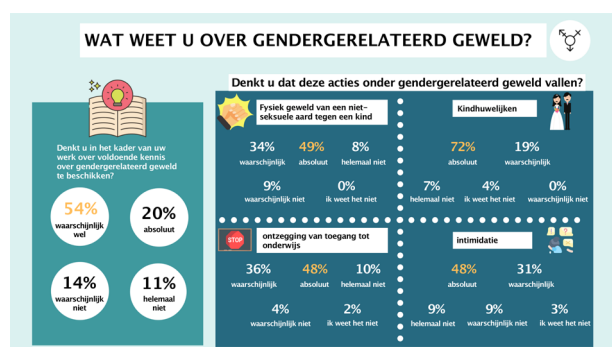 WAT WEET U OVER GENDERGERELATEERD GEWELD?
Denkt u in het kader van uw
werk over voldoende kennis
over gendergerelateerd geweld
te beschikken?
54%
waarschijnlijk
wel
20%
absoluut
14%
waarschijnlijk
niet
11%
helemaal
niet
Denkt u dat deze acties onder gendergerelateerd geweld vallen?
Fysiek geweld van een niet-
seksuele aard tegen een kind
34% 49% 8%
waarschijnlijk absoluut helemaal niet
9% 0%
waarschijnlijk niet ik weet het niet
Kindhuwelijken
72% 19%
absoluut waarschijnlijk
7% 4% 0%
helemaal niet ik weet het niet waarschijnlijk niet
STOP
ontzegging van toegang tot
onderwijs
36% 48% 10%
waarschijnlijk absoluut helemaal niet
4% 2%
waarschijnlijk niet ik weet het niet
intimidatie
48% 31%
absoluut waarschijnlijk
9% 9% 3%
helemaal niet waarschijnlijk niet ik weet het niet